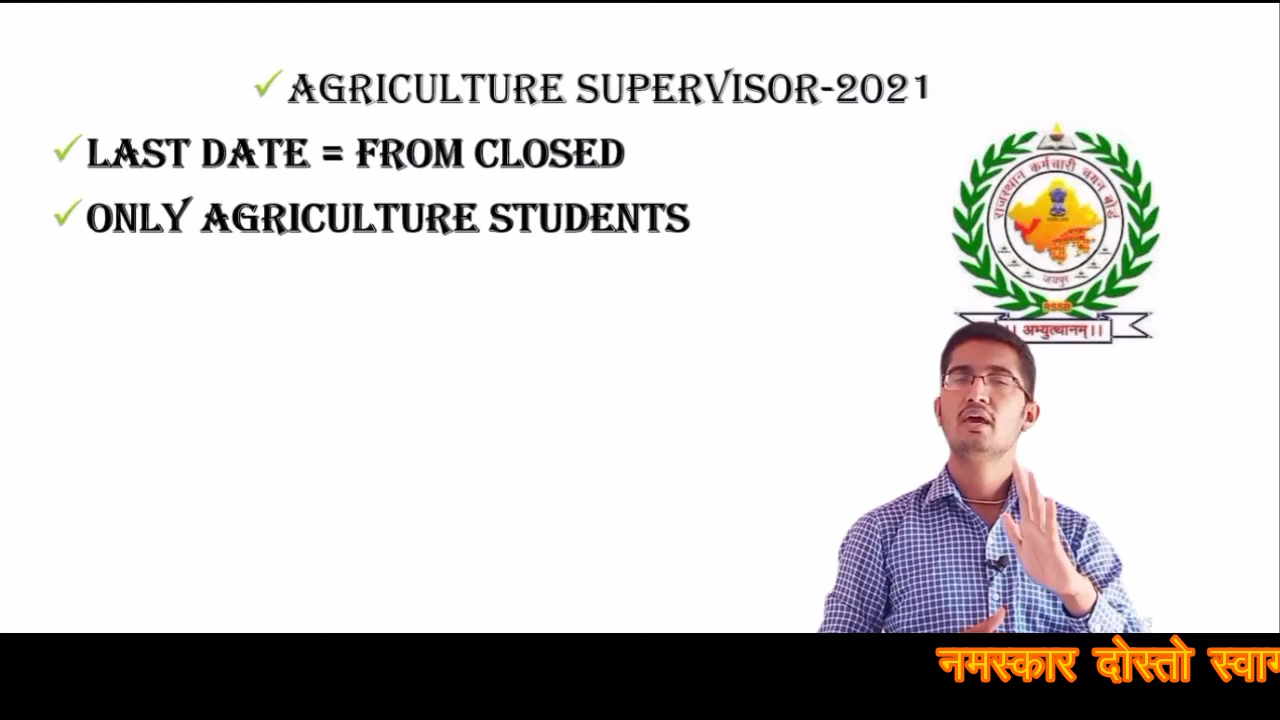 AGRICULTURE SUPERVISOR-2021
LAST DATE = FROM CLOSED
ONLY AGRICULTURE STUDENTS
राजस्थान कर्मचारी चयन बोर्ड
जयपुर
RSSB
।। अभ्युत्थानम् ।।
नमस्कार दोस्तो